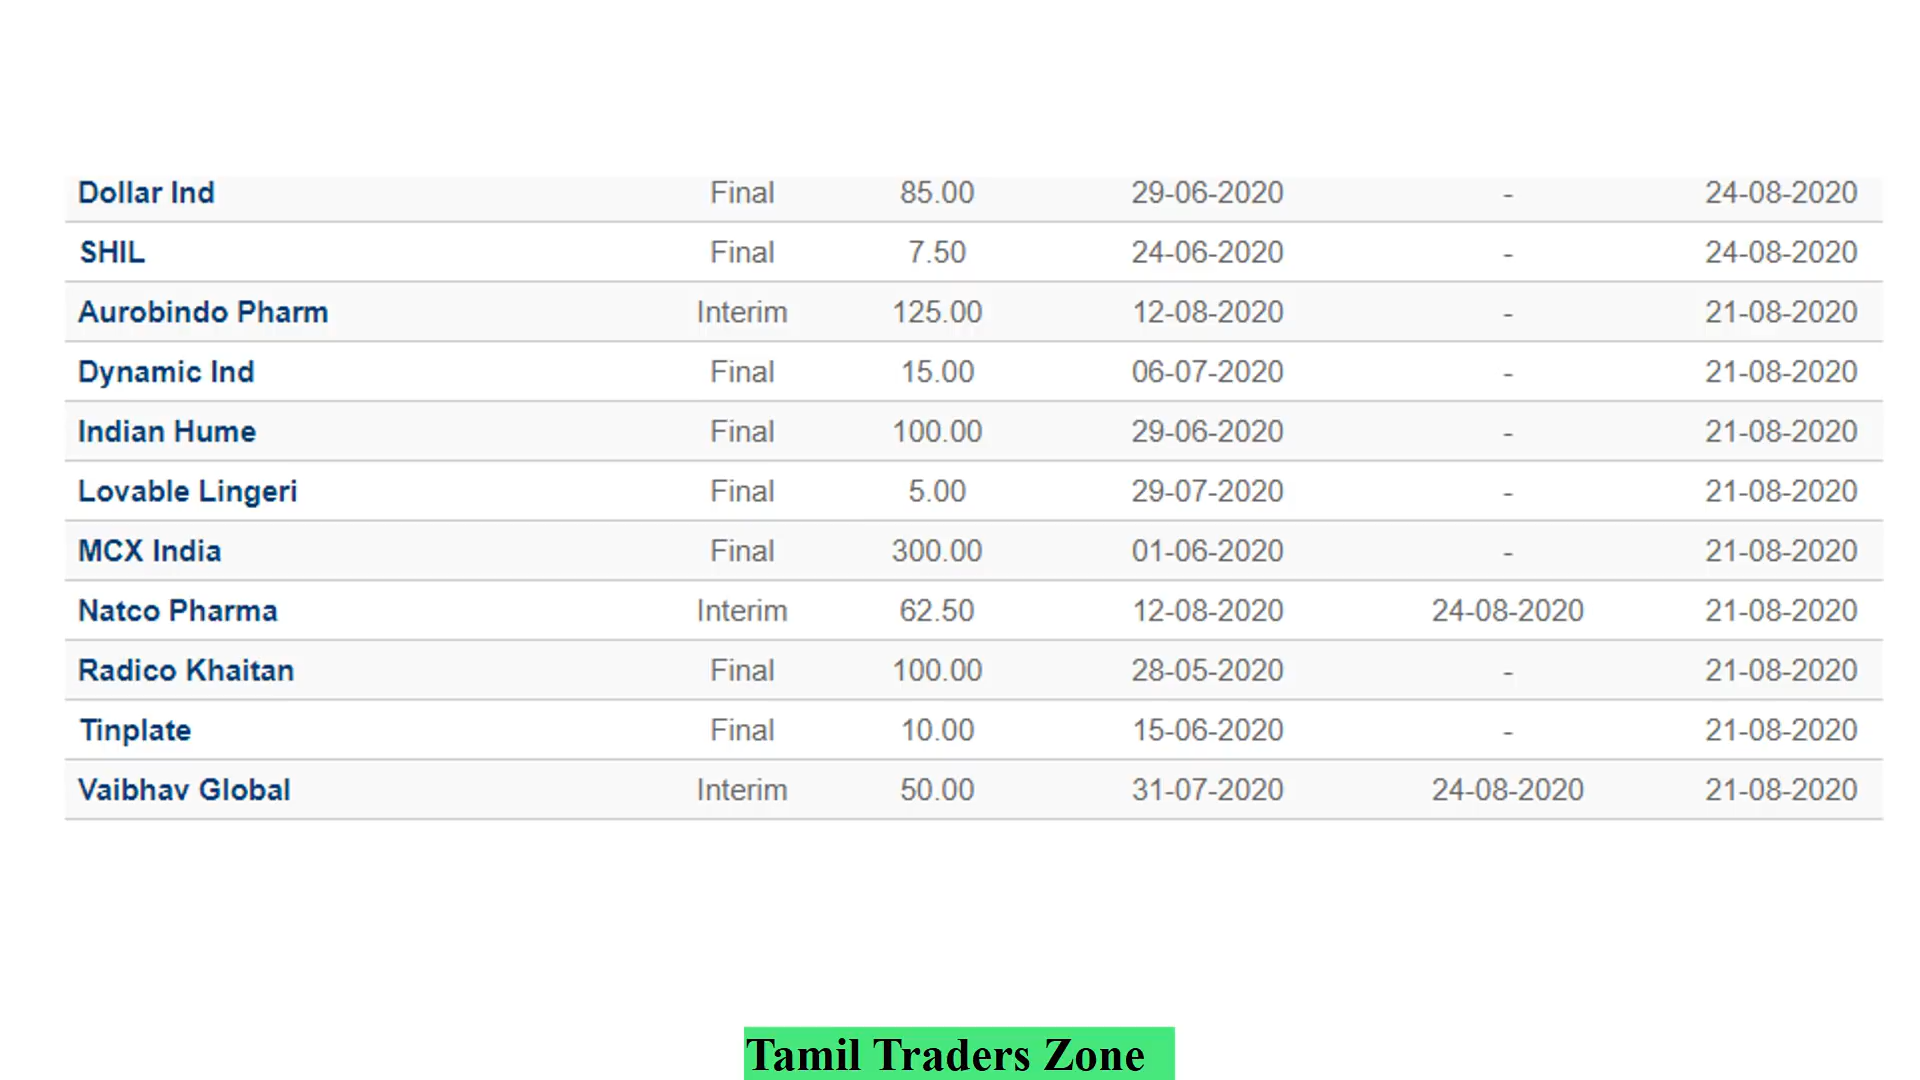 Dollar Ind Final 85.00 29-06-2020 - 24-08-2020
SHIL Final 7.50 24-06-2020 - 24-08-2020
Aurobindo Pharm Interim 125.00 12-08-2020 - 21-08-2020
Dynamic Ind Final 15.00 06-07-2020 - 21-08-2020
Indian Hume Final 100.00 29-06-2020 - 21-08-2020
Lovable Lingeri Final 5.00 29-07-2020 - 21-08-2020
MCX India Final 300.00 01-06-2020 - 21-08-2020
Natco Pharma Interim 62.50 12-08-2020 24-08-2020 21-08-2020
Radico Khaitan Final 100.00 28-05-2020 - 21-08-2020
Tinplate Final 10.00 15-06-2020 - 21-08-2020
Vaibhav Global Interim 50.00 31-07-2020 24-08-2020 21-08-2020
Tamil Traders Zone